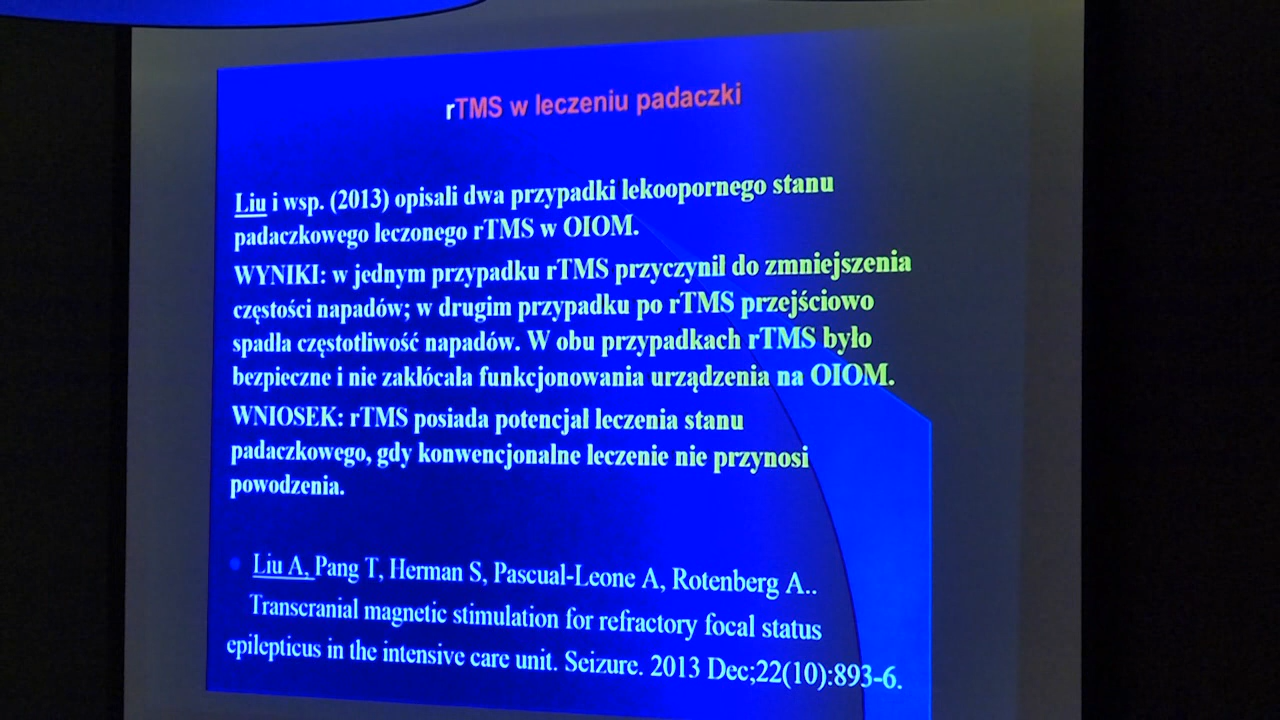 rTMS w leczeniu padaczki
Liu i wsp. (2013) opisali dwa przypadki lekoopornego stanu
padaczkowego leczonego rTMS w OIOM.
WYNIKI: w jednym przypadku rTMS przyczynił do zmniejszenia
częstości napadów; w drugim przypadku po rTMS przejściowo
spadła częstotliwość napadów. W obu przypadkach rTMS było
bezpieczne i nie zakłócała funkcjonowania urządzenia na OIOM.
WNIOSEK: rTMS posiada potencjał leczenia stanu
padaczkowego, gdy konwencjonalne leczenie nie przynosi
powodzenia.
Liu A, Pang T, Herman S, Pascual-Leone A, Rotenberg A..
Transcranial magnetic stimulation for refractory focal status
epilepticus in the intensive care unit. Seizure. 2013 Dec;22(10):893-6.